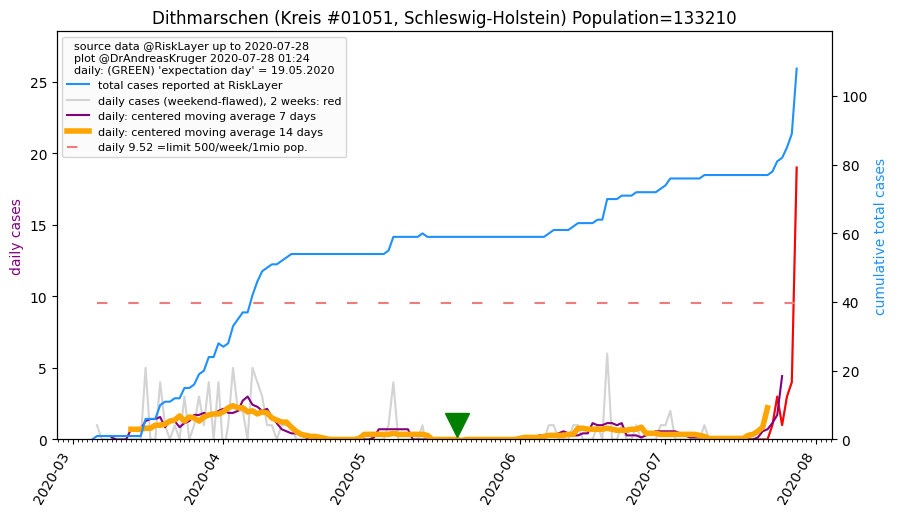 Dithmarschen (Kreis #01051, Schleswig-Holstein) Population=133210
source data @RiskLayer up to 2020-07-28
plot @DrAndreasKruger 2020-07-28 01:24
daily: (GREEN) 'expectation day' = 19.05.2020
total cases reported at RiskLayer
daily cases (weekend-flawed), 2 weeks: red
daily: centered moving average 7 days
daily: centered moving average 14 days
daily 9.52 =limit 500/week/1mio pop.
daily cases
25
20
15
10
5
0
cumulative total cases
100
80
60
40
20
0
2020-03
2020-04
2020-05
2020-06
2020-07
2020-08